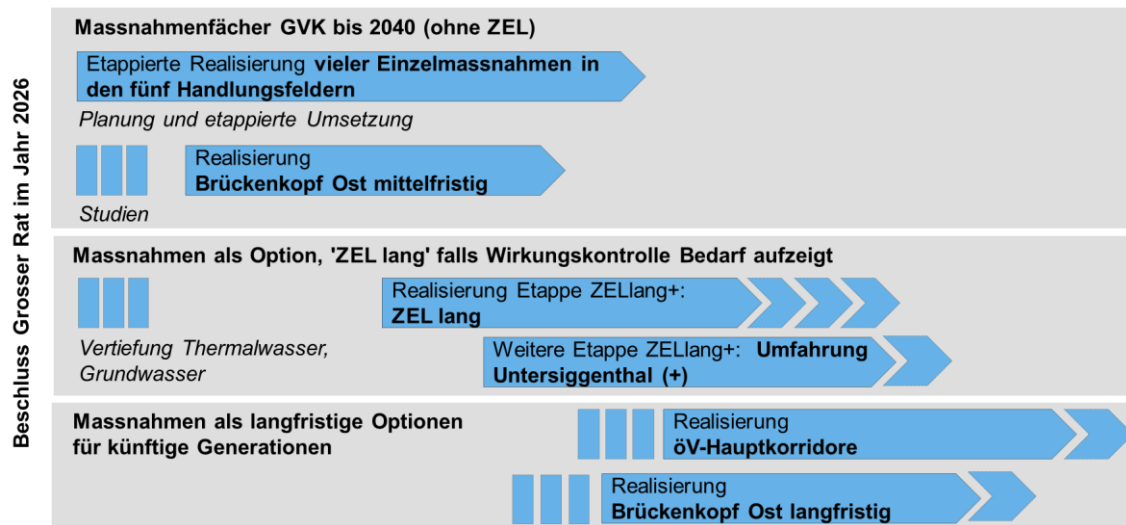 Beschluss Grosser Rat im Jahr 2026
Massnahmenfächer GVK bis 2040 (ohne ZEL)
Etappierte Realisierung vieler Einzelmassnahmen in
den fünf Handlungsfeldern
Planung und etappierte Umsetzung
Realisierung
Brückenkopf Ost mittelfristig
Studien
Massnahmen als Option, 'ZEL lang' falls Wirkungskontrolle Bedarf aufzeigt
Realisierung Etappe ZELlang+:
ZEL lang
Vertiefung Thermalwasser,
Grundwasser
Weitere Etappe ZELlang+: Umfahrung
Untersiggenthal (+)
Massnahmen als langfristige Optionen
für künftige Generationen
Realisierung
öV-Hauptkorridore
Realisierung
Brückenkopf Ost langfristig